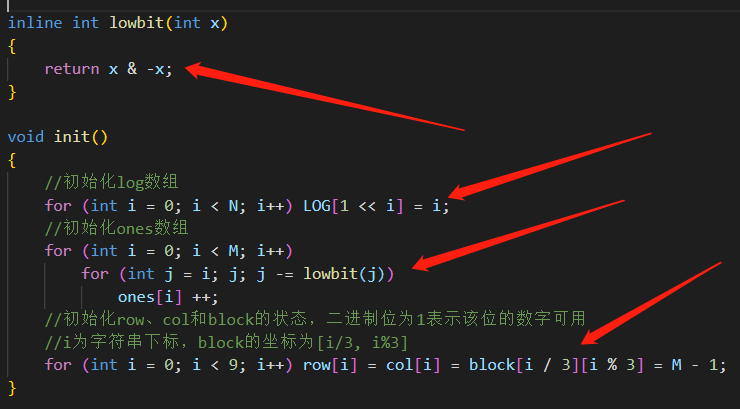 inline int lowbit(int x)
{
return x & -x;
}
void init()
{
//初始化log数组
for (int i = 0; i < N; i++) LOG[1 << i] = i;
//初始化ones数组
for (int i = 0; i < M; i++)
for (int j = i; j; j -= lowbit(j))
ones[i] ++;
//初始化row、col和block的状态，二进制位为1表示该位的数字可用
//i为字符串下标，block的坐标为[i/3, i%3]
for (int i = 0; i < 9; i++) row[i] = col[i] = block[i / 3][i % 3] = M - 1;
}